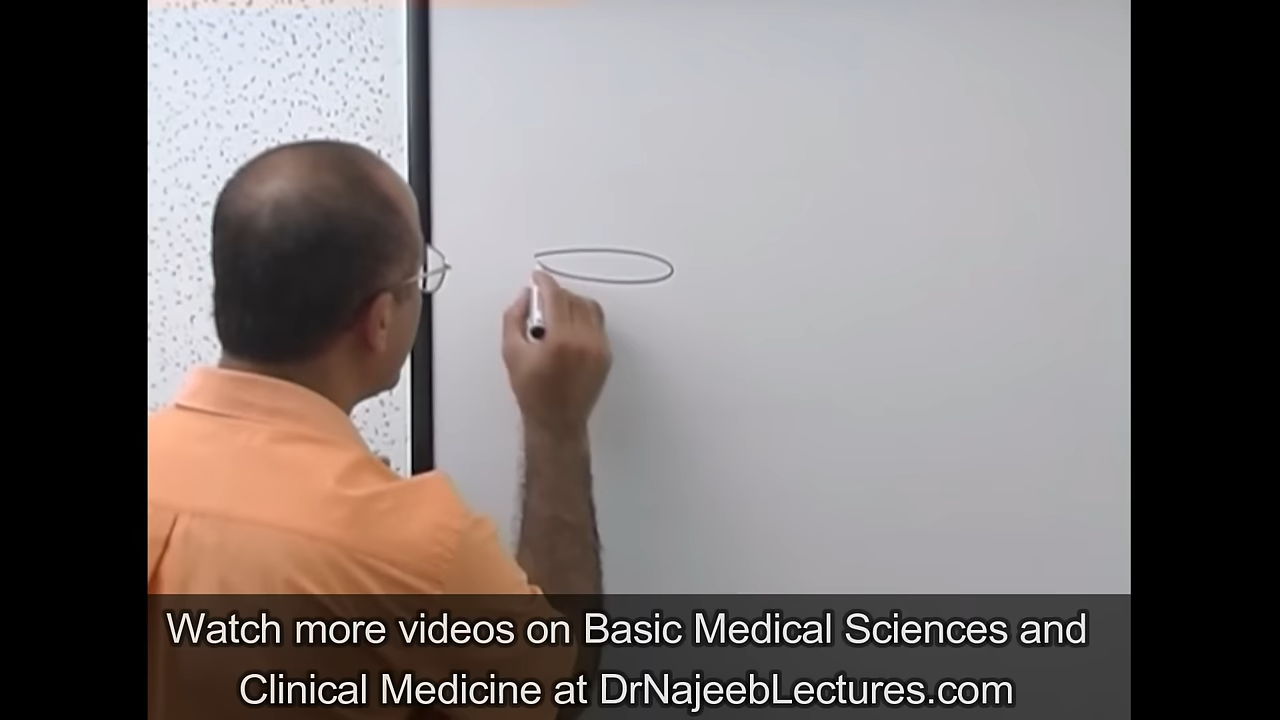 Watch more videos on Basic Medical Sciences and
Clinical Medicine at DrNajeebLectures.com